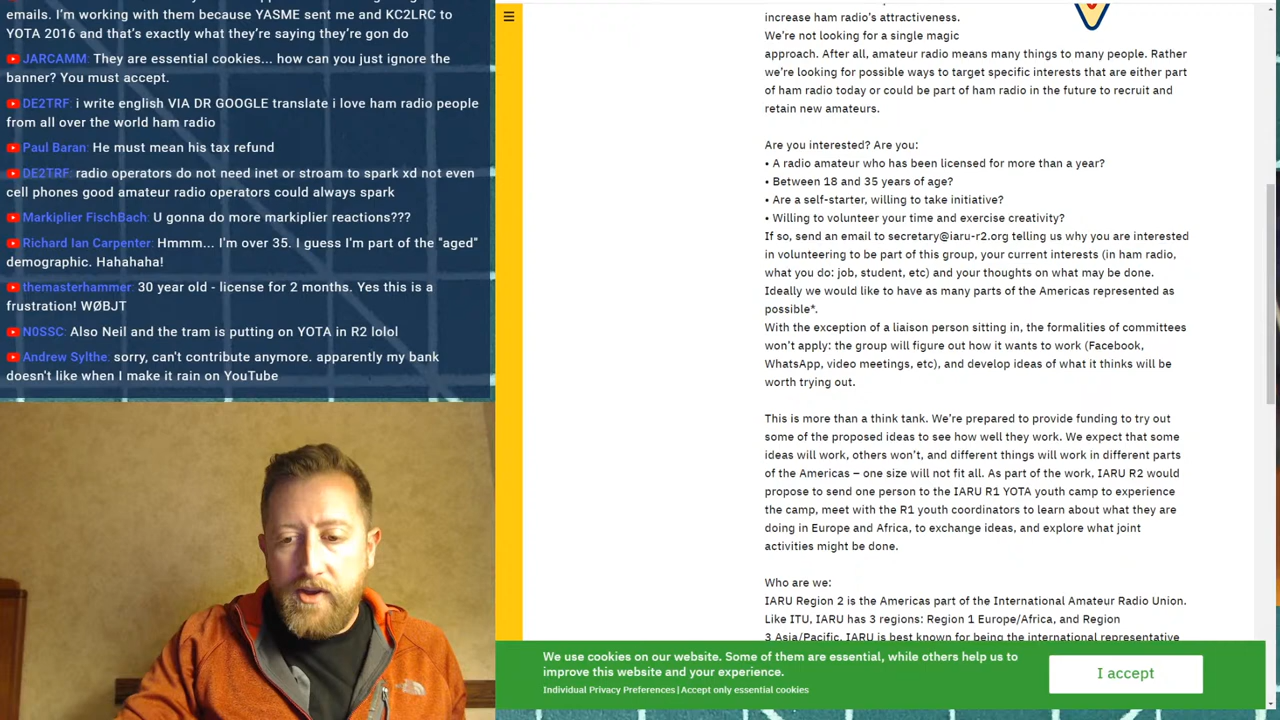 emails. I'm working with them because YASME sent me and KC2LRC to
YOTA 2016 and that's exactly what they're saying they're gon do
JARCAMM: They are essential cookies... how can you just ignore the
banner? You must accept.
DE2TRF: i write english VIA DR GOOGLE translate i love ham radio people
from all over the world ham radio
Paul Baran: He must mean his tax refund
DE2TRF: radio operators do not need inet or stroam to spark xd not even
cell phones good amateur radio operators could always spark
Markiplier FischBach: U gonna do more markiplier reactions???
Richard Ian Carpenter: Hmmm... I'm over 35. I guess I'm part of the "aged"
demographic. Hahahaha!
themasterhammer: 30 year old - license for 2 months. Yes this is a
frustration! WØBJT
N0SSC: Also Neil and the tram is putting on YOTA in R2 lolol
Andrew Sylthe: sorry, can't contribute anymore. apparently my bank
doesn't like when I make it rain on YouTube
increase ham radio's attractiveness.
We're not looking for a single magic
approach. After all, amateur radio means many things to many people. Rather
we're looking for possible ways to target specific interests that are either part
of ham radio today or could be part of ham radio in the future to recruit and
retain new amateurs.
Are you interested? Are you:
• A radio amateur who has been licensed for more than a year?
• Between 18 and 35 years of age?
• Are a self-starter, willing to take initiative?
• Willing to volunteer your time and exercise creativity?
If so, send an email to secretary@iaru-r2.org telling us why you are interested
in volunteering to be part of this group, your current interests (in ham radio,
what you do: job, student, etc) and your thoughts on what may be done.
Ideally we would like to have as many parts of the Americas represented as
possible*.
With the exception of a liaison person sitting in, the formalities of committees
won't apply: the group will figure out how it wants to work (Facebook,
WhatsApp, video meetings, etc), and develop ideas of what it thinks will be
worth trying out.
This is more than a think tank. We're prepared to provide funding to try out
some of the proposed ideas to see how well they work. We expect that some
ideas will work, others won't, and different things will work in different parts
of the Americas – one size will not fit all. As part of the work, IARU R2 would
propose to send one person to the IARU R1 YOTA youth camp to experience
the camp, meet with the R1 youth coordinators to learn about what they are
doing in Europe and Africa, to exchange ideas, and explore what joint
activities might be done.
Who are we:
IARU Region 2 is the Americas part of the International Amateur Radio Union.
Like ITU, IARU has 3 regions: Region 1 Europe/Africa, and Region
3 Asia/Pacific. IARU is best known for being the international representative
We use cookies on our website. Some of them are essential, while others help us to
improve this website and your experience.
Individual Privacy Preferences | Accept only essential cookies
I accept